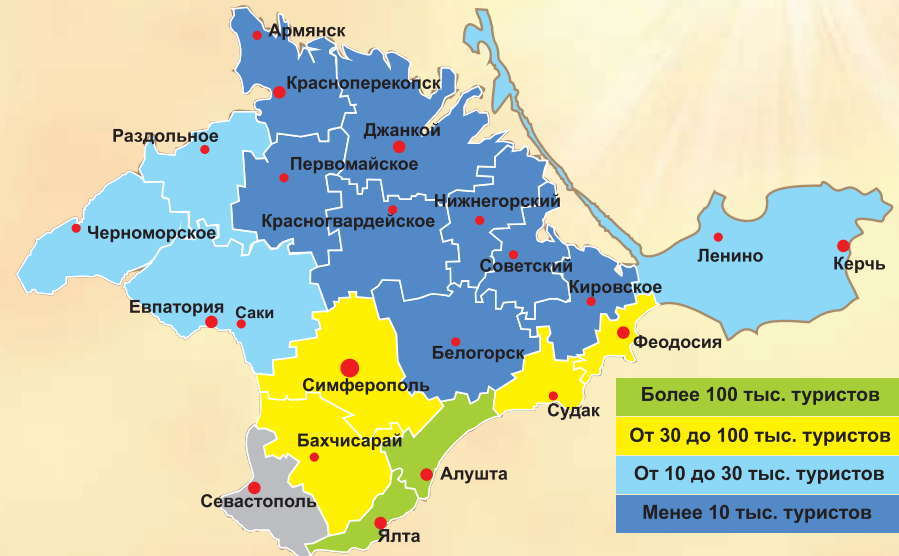 Армянск
Красноперекопск
Джанкой
Раздольное
Первомайское
Нижнегорский
Красногвардейское
Черноморское
Ленино
Керчь
Советский
Кировское
Евпатория
Саки
Феодосия
Белогорск
Симферополь
Судак
Бахчисарай
Алушта
Севастополь
Ялта
Более 100 тыс. туристов
От 30 до 100 тыс. туристов
От 10 до 30 тыс. туристов
Менее 10 тыс. туристов